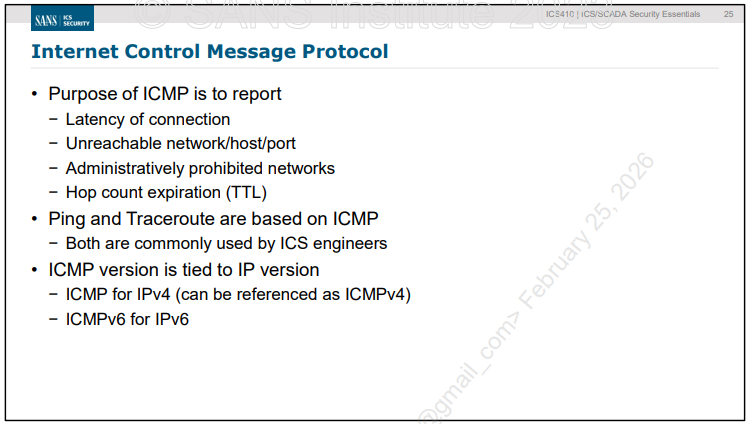 © SANS Institute 2026
SANS ICS SECURITY
ICS410 | ICS/SCADA Security Essentials 25
Internet Control Message Protocol
• Purpose of ICMP is to report
− Latency of connection
− Unreachable network/host/port
− Administratively prohibited networks
− Hop count expiration (TTL)
• Ping and Traceroute are based on ICMP
− Both are commonly used by ICS engineers
• ICMP version is tied to IP version
− ICMP for IPv4 (can be referenced as ICMPv4)
− ICMPv6 for IPv6
@gmail_com> February 25, 2026